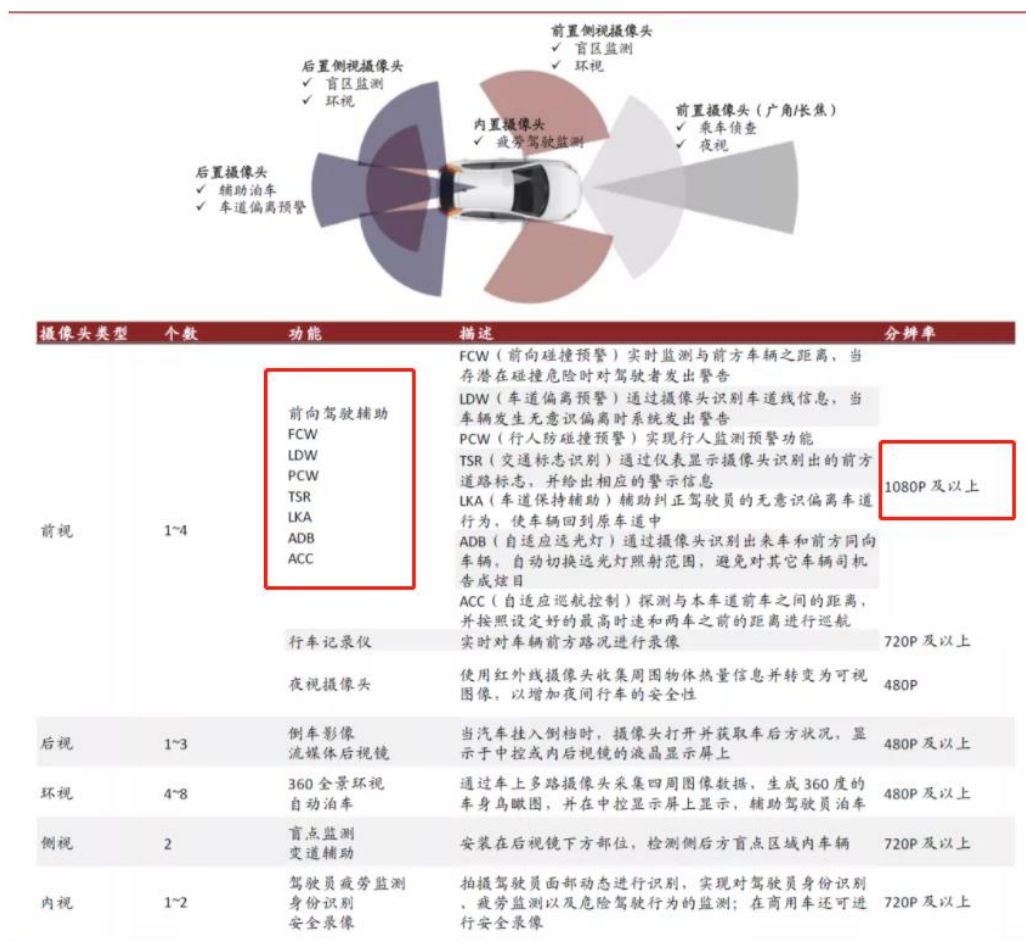 前置侧视摄像头
✓ 盲区监测
✓ 环视
后置侧视摄像头
✓ 盲区监测
✓ 环视
前置摄像头（广角/长焦）
✓ 乘车侦查
✓ 夜视
内置摄像头
✓ 疲劳驾驶监测
后置摄像头
✓ 辅助泊车
✓ 车道偏离预警
摄像头类型 个数 功能 描述 分辨率
前视
1~4
前向驾驶辅助
FCW
LDW
PCW
TSR
LKA
ADB
ACC
FCW（前向碰撞预警）实时监测与前方车辆之距离，当
存潜在碰撞危险时对驾驶者发出警告
LDW（车道偏离预警）通过摄像头识别车道线信息，当
车辆发生无意识偏离时系统发出警告
PCW（行人防碰撞预警）实现行人监测预警功能
TSR（交通标志识别）通过仪表显示摄像头识别出的前方
道路标志，并给出相应的警示信息
LKA（车道保持辅助）辅助纠正驾驶员的无意识偏离车道
行为，使车辆回到原车道中
ADB（自适应远光灯）通过摄像头识别出来车和前方同向
车辆，自动切换远光灯照射范围，避免对其它车辆司机
告成炫目
ACC（自适应巡航控制）探测与本车道前车之间的距离，
并按照设定好的最高时速和两车之前的距离进行巡航
1080P 及以上
行车记录仪 实时对车辆前方路况进行录像 720P 及以上
夜视摄像头
使用红外线摄像头收集周围物体热量信息并转变为可视
图像，以增加夜间行车的安全性
480P
后视
1~3
倒车影像
流媒体后视镜
当汽车挂入倒档时，摄像头打开并获取车后方状况，显
示于中控或内后视镜的液晶显示屏上
480P 及以上
环视
4~8
360 全景环视
自动泊车
通过车上多路摄像头采集四周图像数据，生成 360 度的
车身鸟瞰图，并在中控显示屏上显示，辅助驾驶员泊车
480P 及以上
侧视
2
盲点监测
变道辅助
安装在后视镜下方部位，检测侧后方盲点区域内车辆
720P 及以上
内视
1~2
驾驶员疲劳监测
身份识别
安全录像
拍摄驾驶员面部动态进行识别，实现对驾驶员身份识别
、疲劳监测以及危险驾驶行为的监测；在商用车还可进
行安全录像
720P 及以上